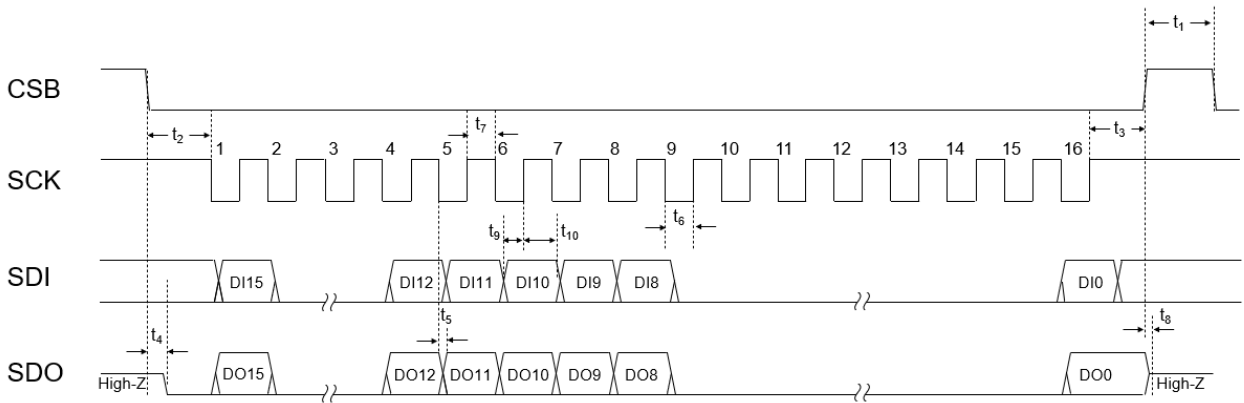 t₁
CSB
t₂
t₇
t₃
1 2 3 4 5 6 7 8 9 10 11 12 13 14 15 16
SCK
t₉
t₁₀
t₆
SDI
DI15
DI12
DI11
DI10
DI9
DI8
DI0
t₄
t₅
t₈
SDO
High-Z
DO15
DO12
DO11
DO10
DO9
DO8
DO0
High-Z